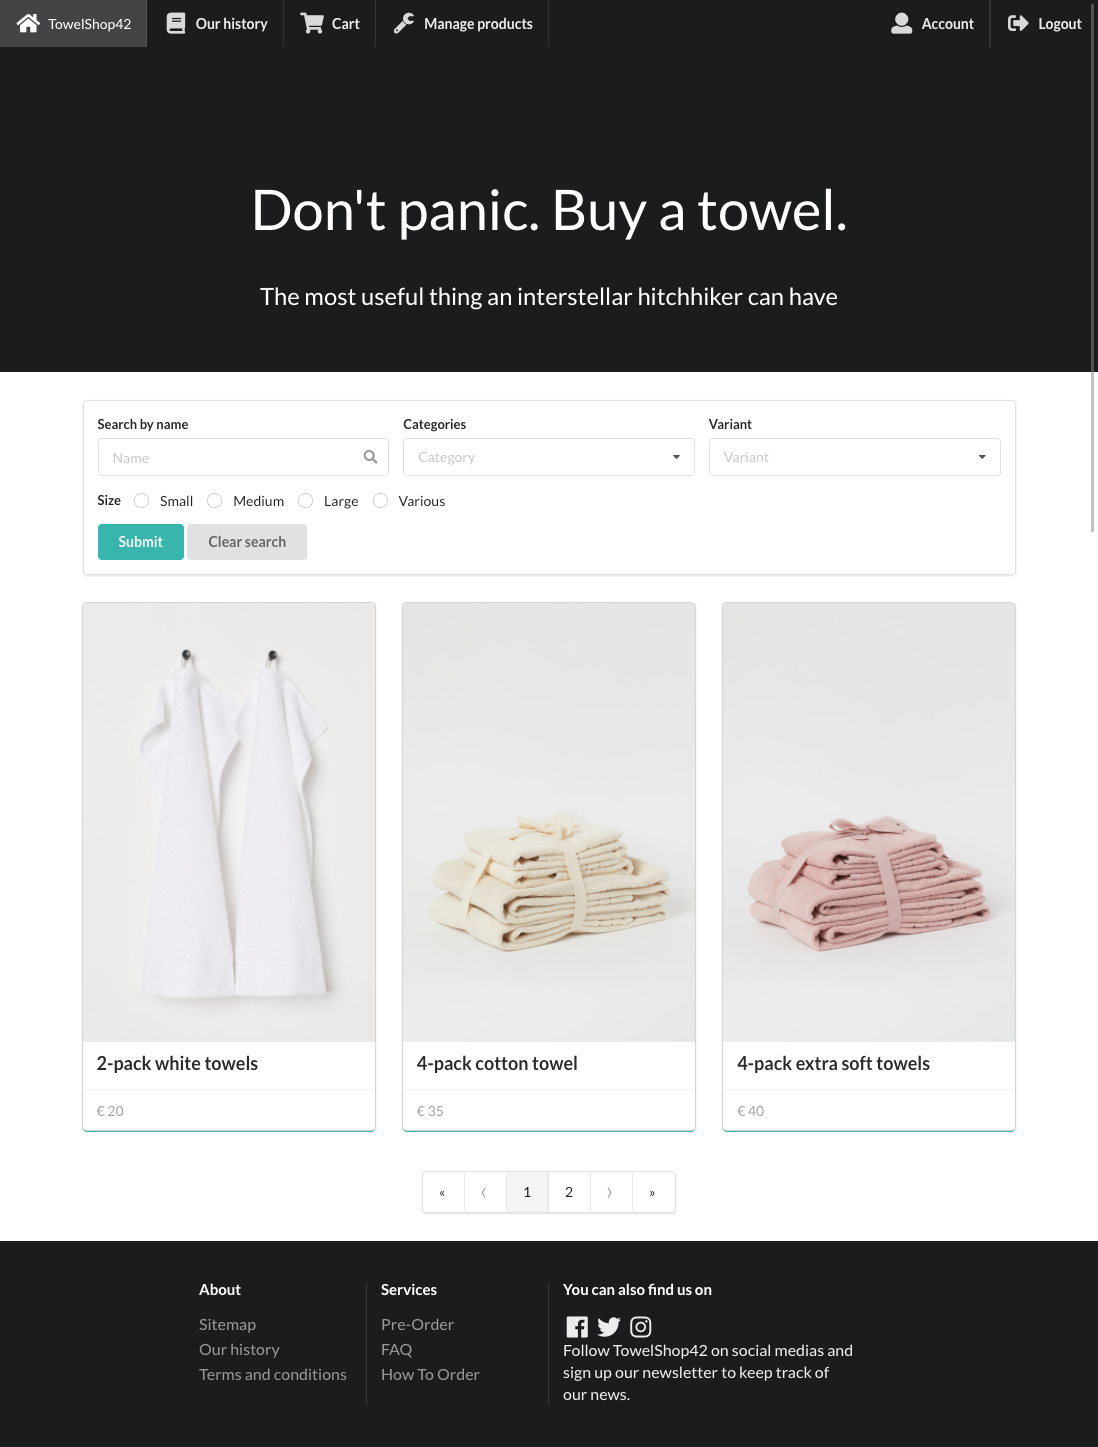 TowelShop42
Our history
Cart
Manage products
Account
Logout
Don't panic. Buy a towel.
The most useful thing an interstellar hitchhiker can have
Search by name
Categories
Variant
Name
Category
Variant
Size Small Medium Large Various
Submit
Clear search
2-pack white towels
€ 20
4-pack cotton towel
€ 35
4-pack extra soft towels
€ 40
« ⟨ 1 2 ⟩ »
About
Sitemap
Our history
Terms and conditions
Services
Pre-Order
FAQ
How To Order
You can also find us on
Follow TowelShop42 on social medias and
sign up our newsletter to keep track of
our news.